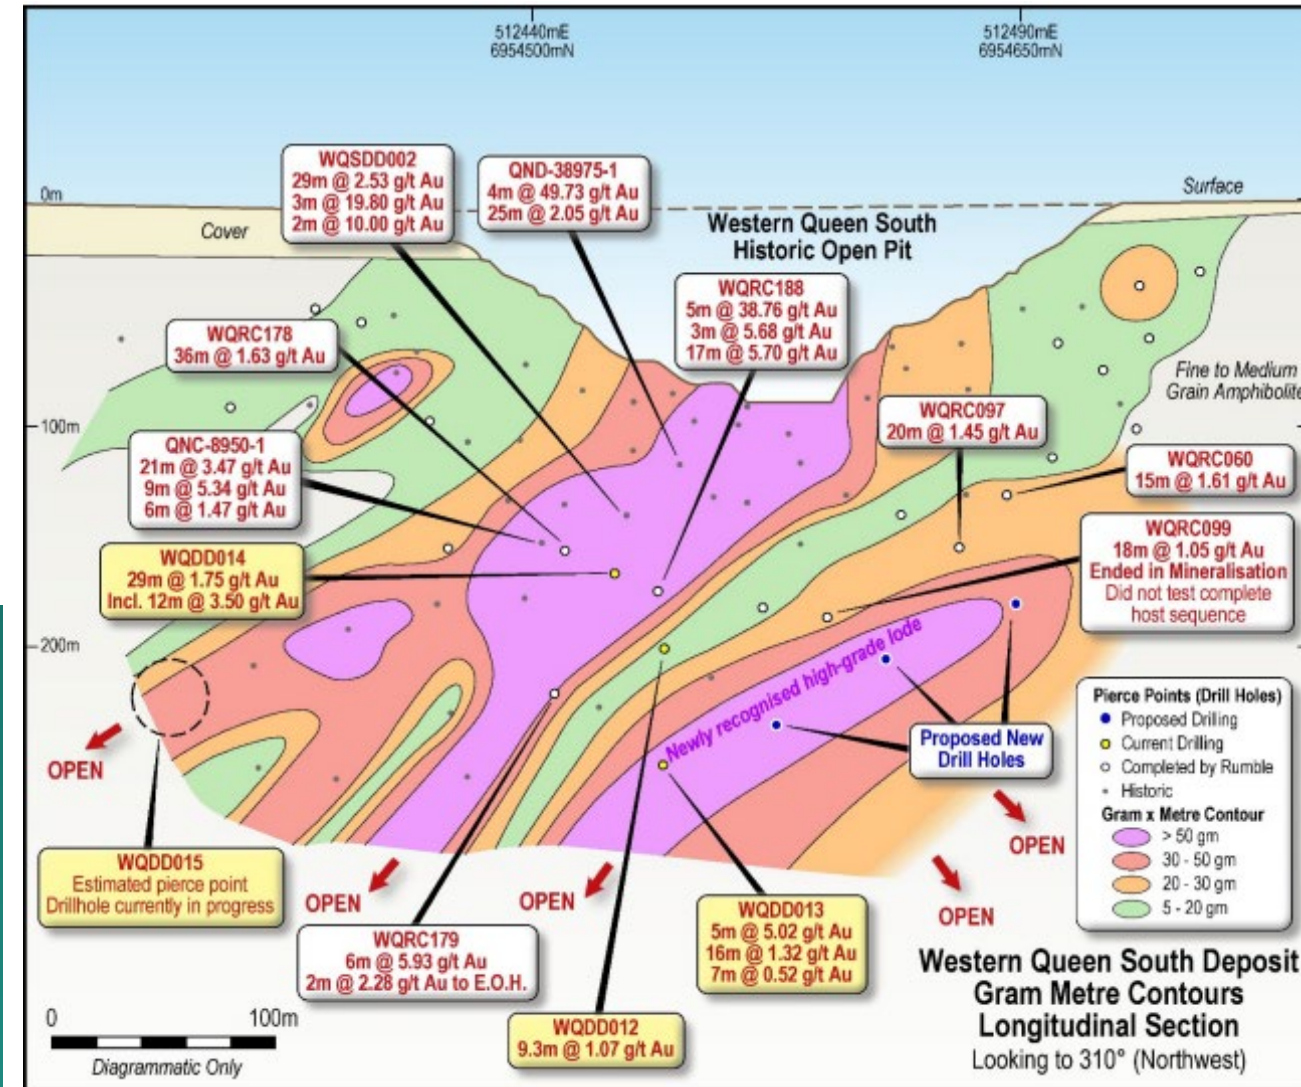 512440mE
6954500mN
512490mE
6954650mN
0m
Surface
Cover
WQSDD002
29m @ 2.53 g/t Au
3m @ 19.80 g/t Au
2m @ 10.00 g/t Au
QND-38975-1
4m @ 49.73 g/t Au
25m @ 2.05 g/t Au
Western Queen South
Historic Open Pit
WQRC188
5m @ 38.76 g/t Au
3m @ 5.68 g/t Au
17m @ 5.70 g/t Au
WQRC178
36m @ 1.63 g/t Au
Fine to Medium
Grain Amphibolite
100m
WQRC097
20m @ 1.45 g/t Au
QNC-8950-1
21m @ 3.47 g/t Au
9m @ 5.34 g/t Au
6m @ 1.47 g/t Au
WQRC060
15m @ 1.61 g/t Au
WQDD014
29m @ 1.75 g/t Au
Incl. 12m @ 3.50 g/t Au
WQRC099
18m @ 1.05 g/t Au
Ended in Mineralisation
Did not test complete
host sequence
200m
Newly recognised high-grade lode
Proposed New
Drill Holes
Pierce Points (Drill Holes)
Proposed Drilling
Current Drilling
Completed by Rumble
Historic
Gram x Metre Contour
> 50 gm
30 - 50 gm
20 - 30 gm
5 - 20 gm
OPEN
OPEN
OPEN
OPEN
OPEN
WQDD015
Estimated pierce point
Drillhole currently in progress
WQRC179
6m @ 5.93 g/t Au
2m @ 2.28 g/t Au to E.O.H.
WQDD013
5m @ 5.02 g/t Au
16m @ 1.32 g/t Au
7m @ 0.52 g/t Au
WQDD012
9.3m @ 1.07 g/t Au
Western Queen South Deposit
Gram Metre Contours
Longitudinal Section
Looking to 310° (Northwest)
0 100m
Diagrammatic Only